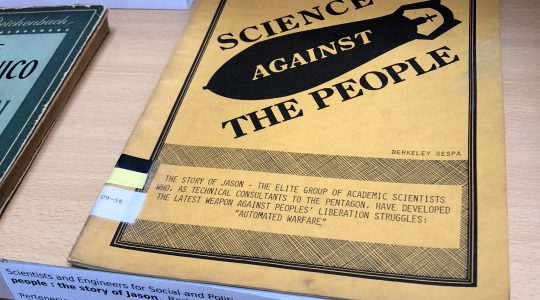 Reichenbach
SCIENCE
AGAINST
THE PEOPLE
BERKELEY SESPA
THE STORY OF JASON - THE ELITE GROUP OF ACADEMIC SCIENTISTS
WHO, AS TECHNICAL CONSULTANTS TO THE PENTAGON, HAVE DEVELOPED
THE LATEST WEAPON AGAINST PEOPLES' LIBERATION STRUGGLES:
"AUTOMATED WARFARE"
09-86
Scientists and Engineers for Social and Politi
people : the story of Jason.